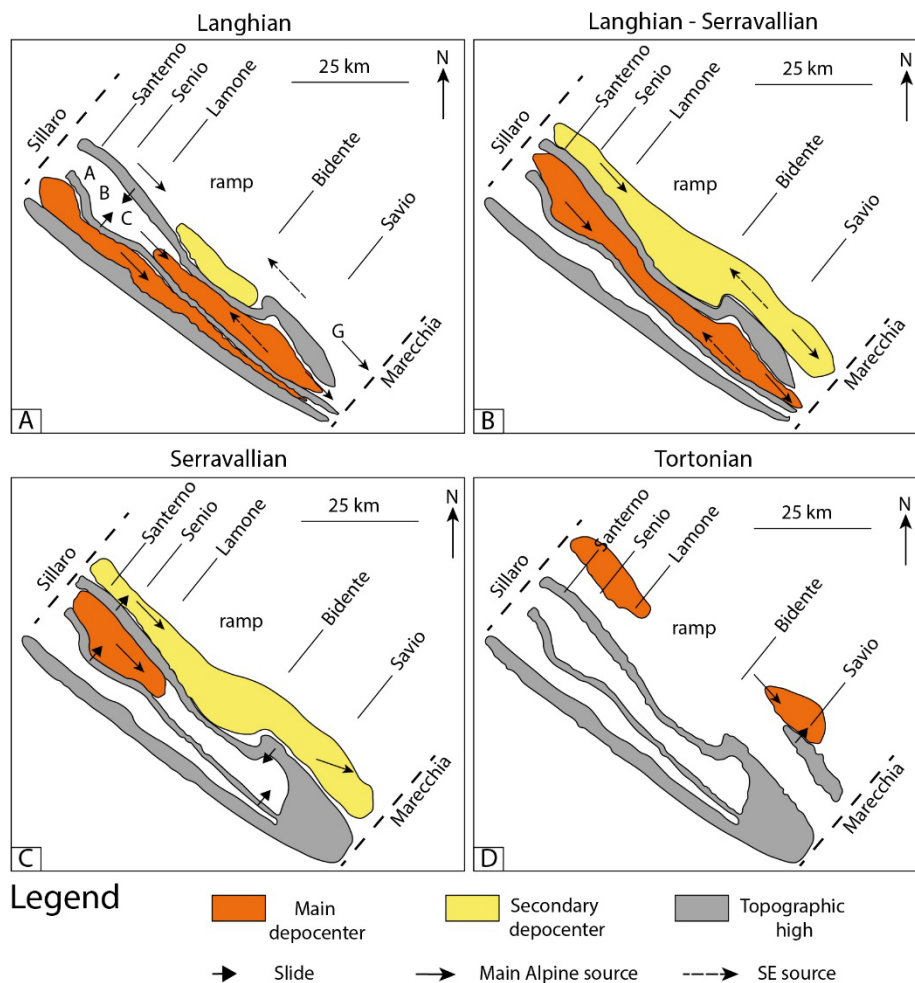 Langhian
25 km
N
Santerno
Senio
Lamone
Sillaro
A
B
C
ramp
Bidente
Savio
G
Marecchia
A
Langhian - Serravallian
25 km
N
Santerno
Senio
Lamone
Sillaro
ramp
Bidente
Savio
Marecchia
B
Serravallian
25 km
N
Santerno
Senio
Lamone
Sillaro
ramp
Bidente
Savio
Marecchia
C
Tortonian
25 km
N
Santerno
Senio
Lamone
Sillaro
ramp
Bidente
Savio
Marecchia
D
Legend
Main
depocenter
Secondary
depocenter
Topographic
high
Slide
Main Alpine source
SE source